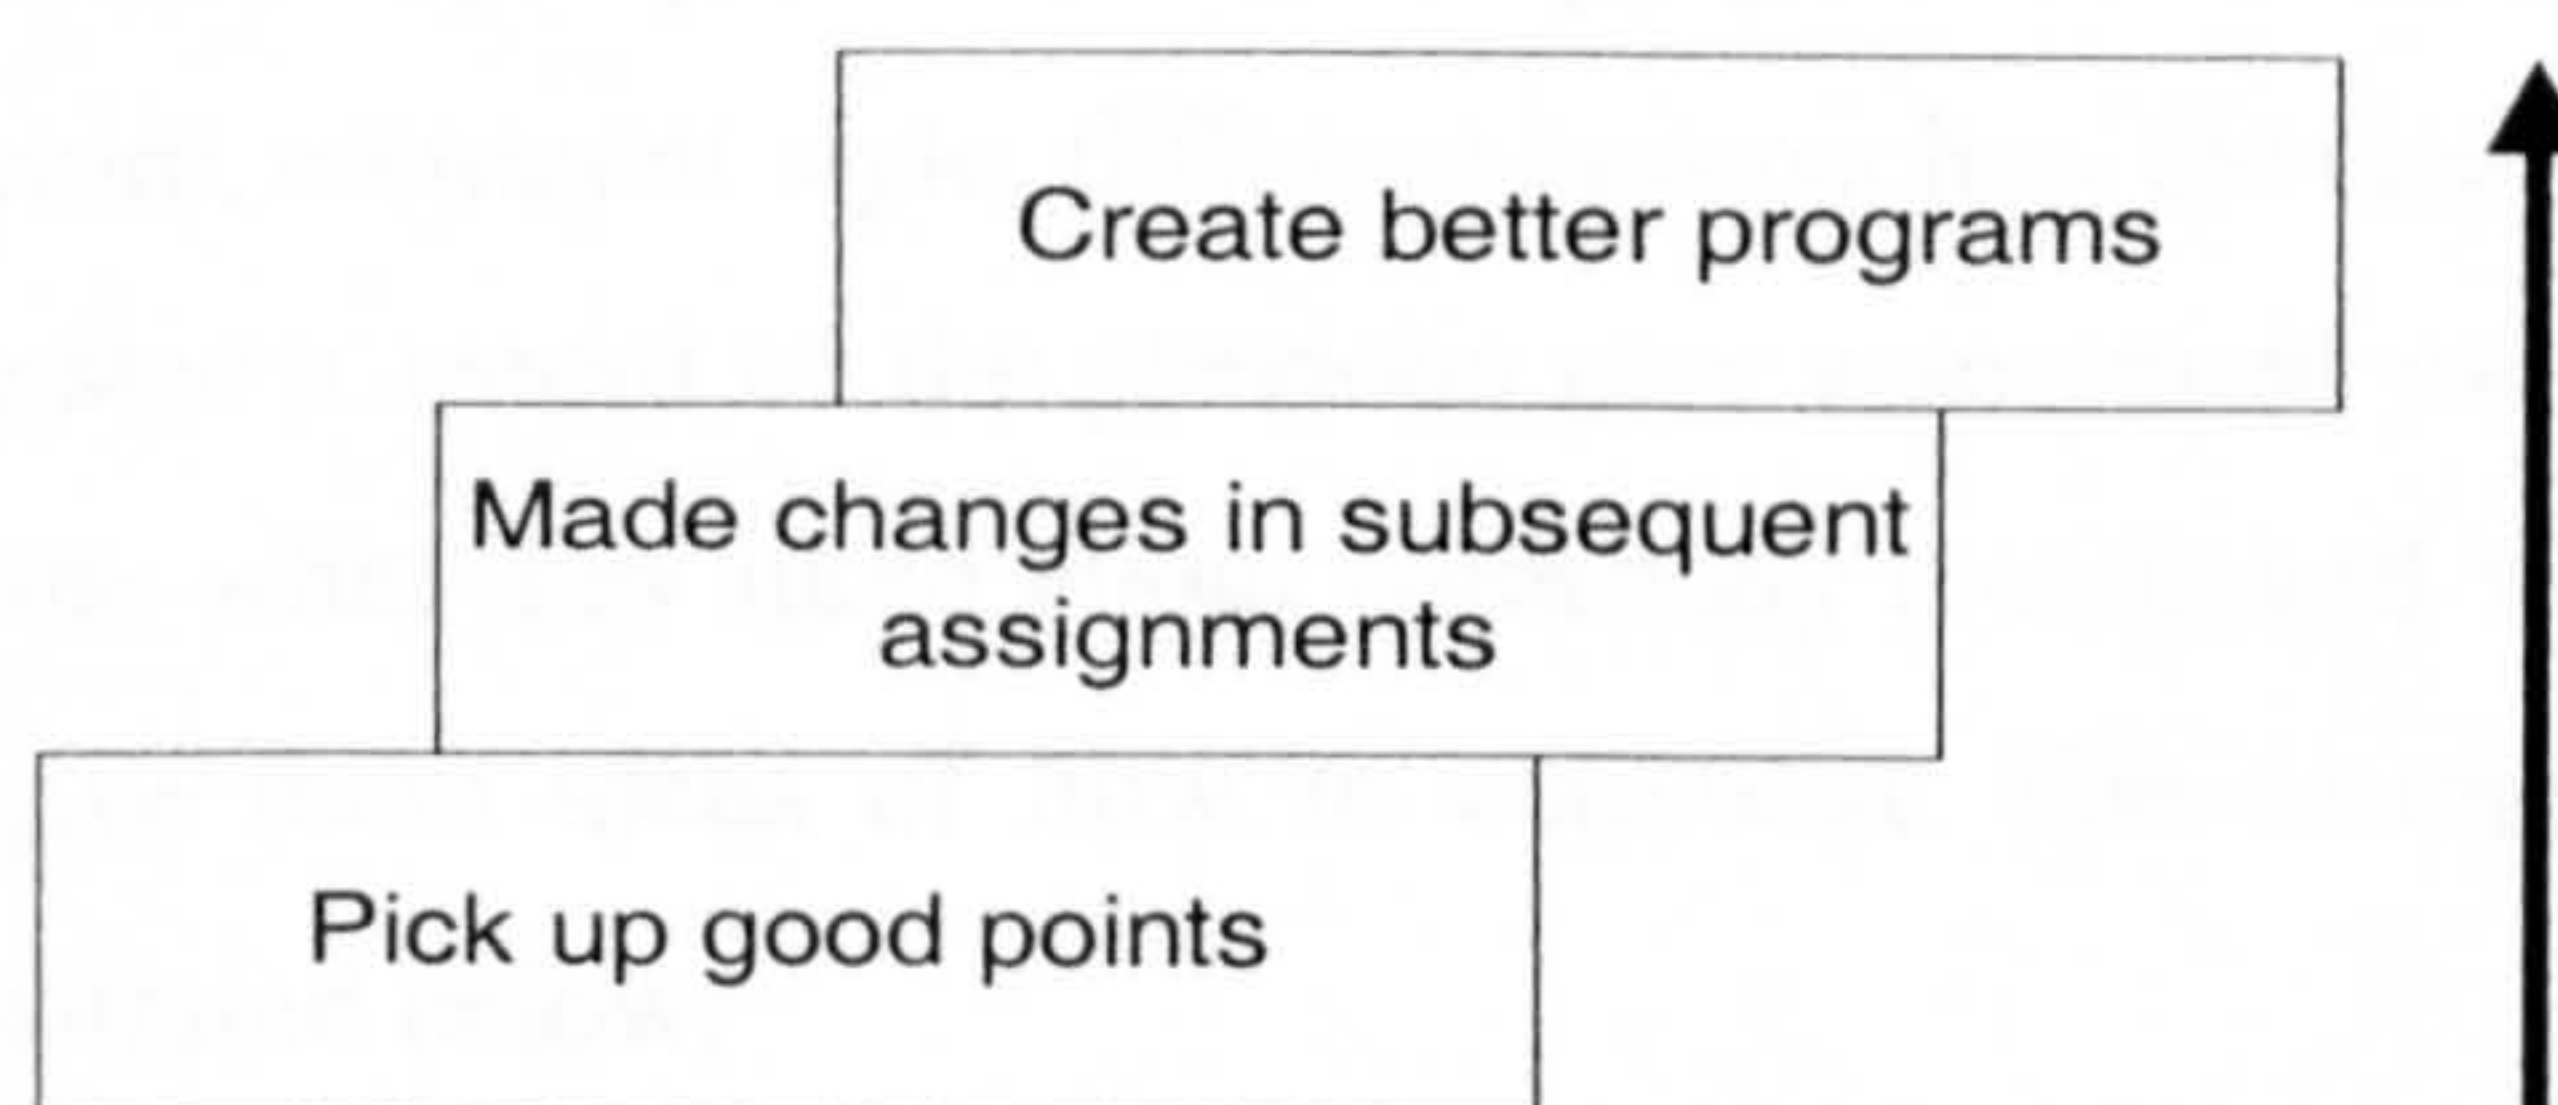 Create better programs
Made changes in subsequent
assignments
Pick up good points